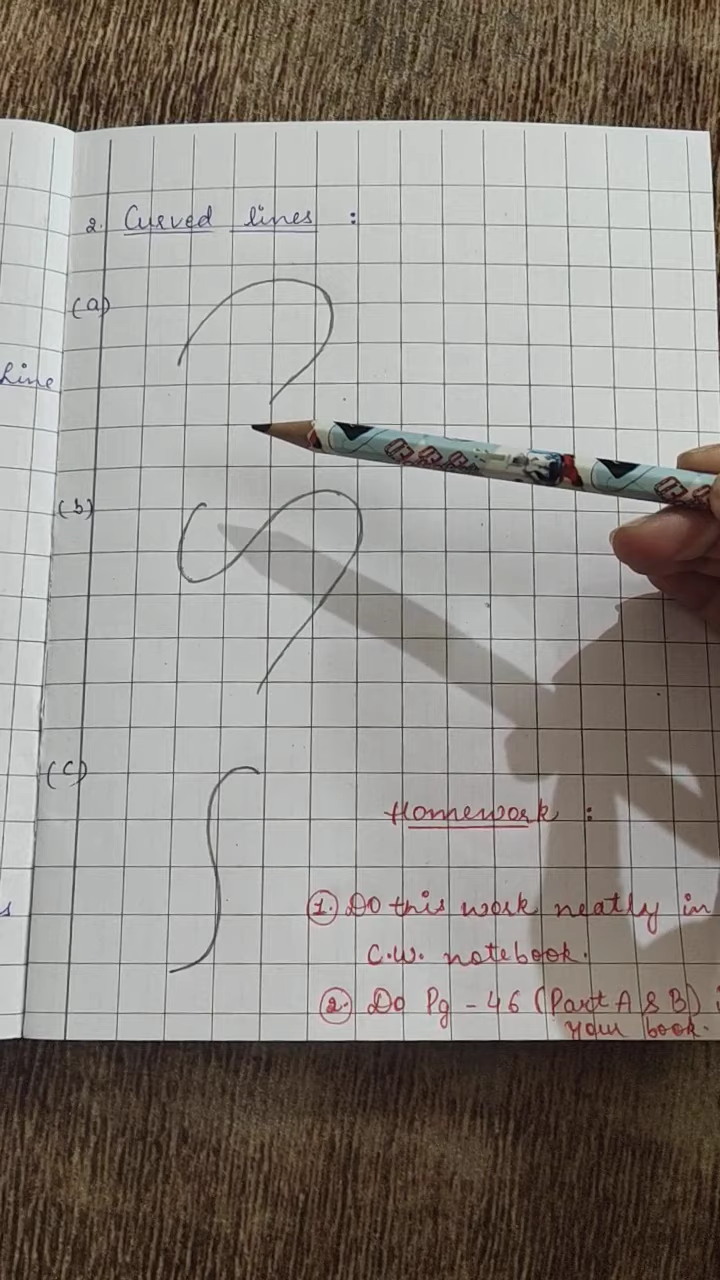 2. Curved lines :
(a)
Line
(b)
(c)
Homework :
s
1. Do this work neatly in
C.W. notebook.
2. Do Pg - 46 (Part A & B)
your book.